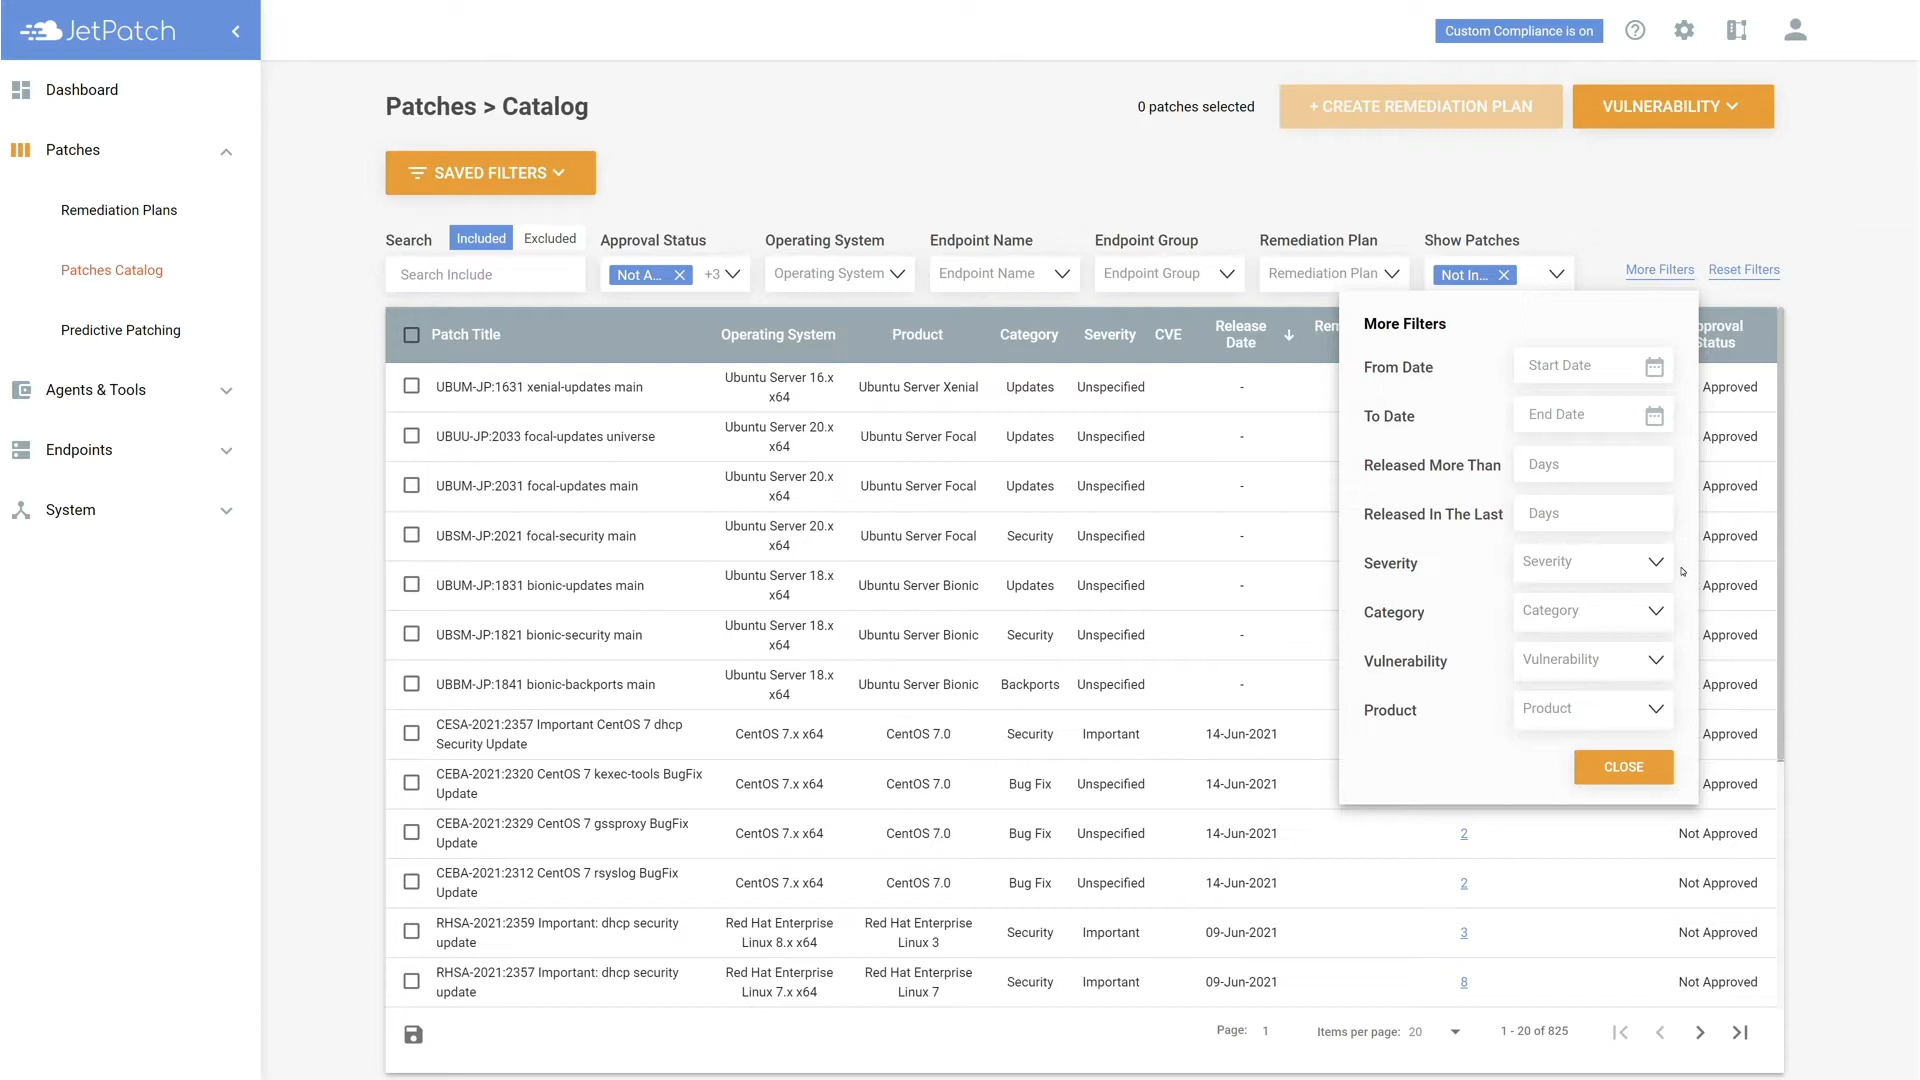 JetPatch
Custom Compliance is on
Dashboard
Patches
Remediation Plans
Patches Catalog
Predictive Patching
Agents & Tools
Endpoints
System
Patches > Catalog
0 patches selected
+ CREATE REMEDIATION PLAN
VULNERABILITY
SAVED FILTERS
Search Included Excluded
Search Include
Approval Status
Not A... +3
Operating System
Operating System
Endpoint Name
Endpoint Name
Endpoint Group
Endpoint Group
Remediation Plan
Remediation Plan
Show Patches
Not In...
More Filters Reset Filters
Patch Title Operating System Product Category Severity CVE Release Date Rem pproval Status
UBUM-JP:1631 xenial-updates main Ubuntu Server 16.x x64 Ubuntu Server Xenial Updates Unspecified - Approved
UBUU-JP:2033 focal-updates universe Ubuntu Server 20.x x64 Ubuntu Server Focal Updates Unspecified - Approved
UBUM-JP:2031 focal-updates main Ubuntu Server 20.x x64 Ubuntu Server Focal Updates Unspecified - Approved
UBSM-JP:2021 focal-security main Ubuntu Server 20.x x64 Ubuntu Server Focal Security Unspecified - Approved
UBUM-JP:1831 bionic-updates main Ubuntu Server 18.x x64 Ubuntu Server Bionic Updates Unspecified - Approved
UBSM-JP:1821 bionic-security main Ubuntu Server 18.x x64 Ubuntu Server Bionic Security Unspecified - Approved
UBBM-JP:1841 bionic-backports main Ubuntu Server 18.x x64 Ubuntu Server Bionic Backports Unspecified - Approved
CESA-2021:2357 Important CentOS 7 dhcp Security Update CentOS 7.x x64 CentOS 7.0 Security Important 14-Jun-2021 Approved
CEBA-2021:2320 CentOS 7 kexec-tools BugFix Update CentOS 7.x x64 CentOS 7.0 Bug Fix Unspecified 14-Jun-2021 Approved
CEBA-2021:2329 CentOS 7 gssproxy BugFix Update CentOS 7.x x64 CentOS 7.0 Bug Fix Unspecified 14-Jun-2021 2 Not Approved
CEBA-2021:2312 CentOS 7 rsyslog BugFix Update CentOS 7.x x64 CentOS 7.0 Bug Fix Unspecified 14-Jun-2021 2 Not Approved
RHSA-2021:2359 Important: dhcp security update Red Hat Enterprise Linux 8.x x64 Red Hat Enterprise Linux 3 Security Important 09-Jun-2021 3 Not Approved
RHSA-2021:2357 Important: dhcp security update Red Hat Enterprise Linux 7.x x64 Red Hat Enterprise Linux 7 Security Important 09-Jun-2021 8 Not Approved
More Filters
From Date Start Date
To Date End Date
Released More Than Days
Released In The Last Days
Severity Severity
Category Category
Vulnerability Vulnerability
Product Product
CLOSE
Page: 1 Items per page: 20 1 - 20 of 825